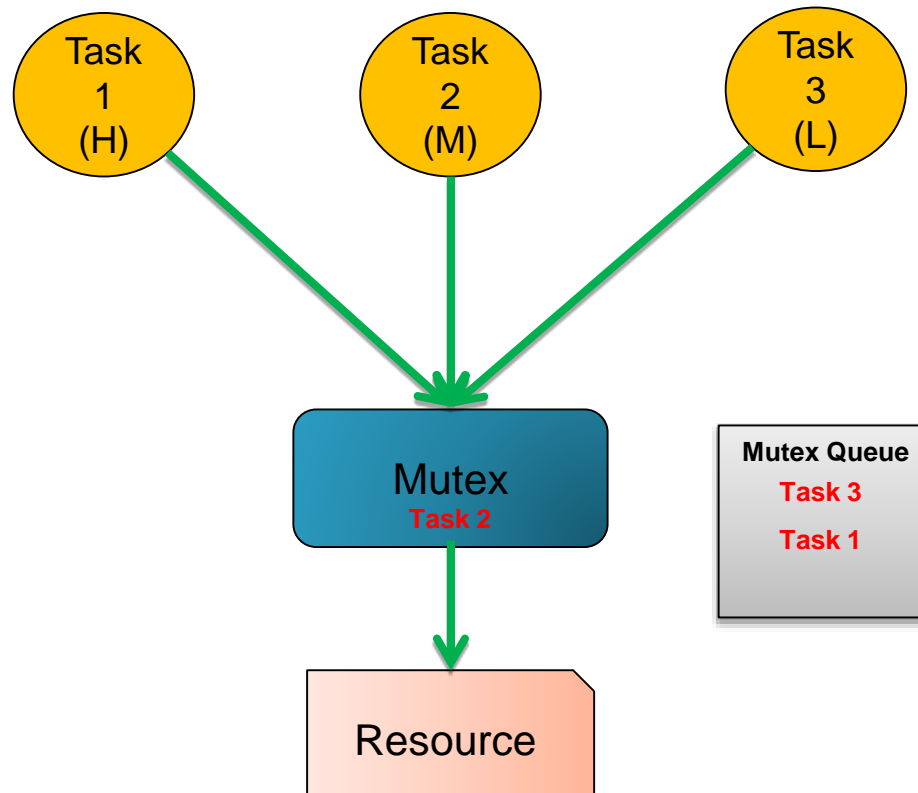 Task
1
(H)
Task
2
(M)
Task
3
(L)
Mutex
Task 2
Mutex Queue
Task 3
Task 1
Resource